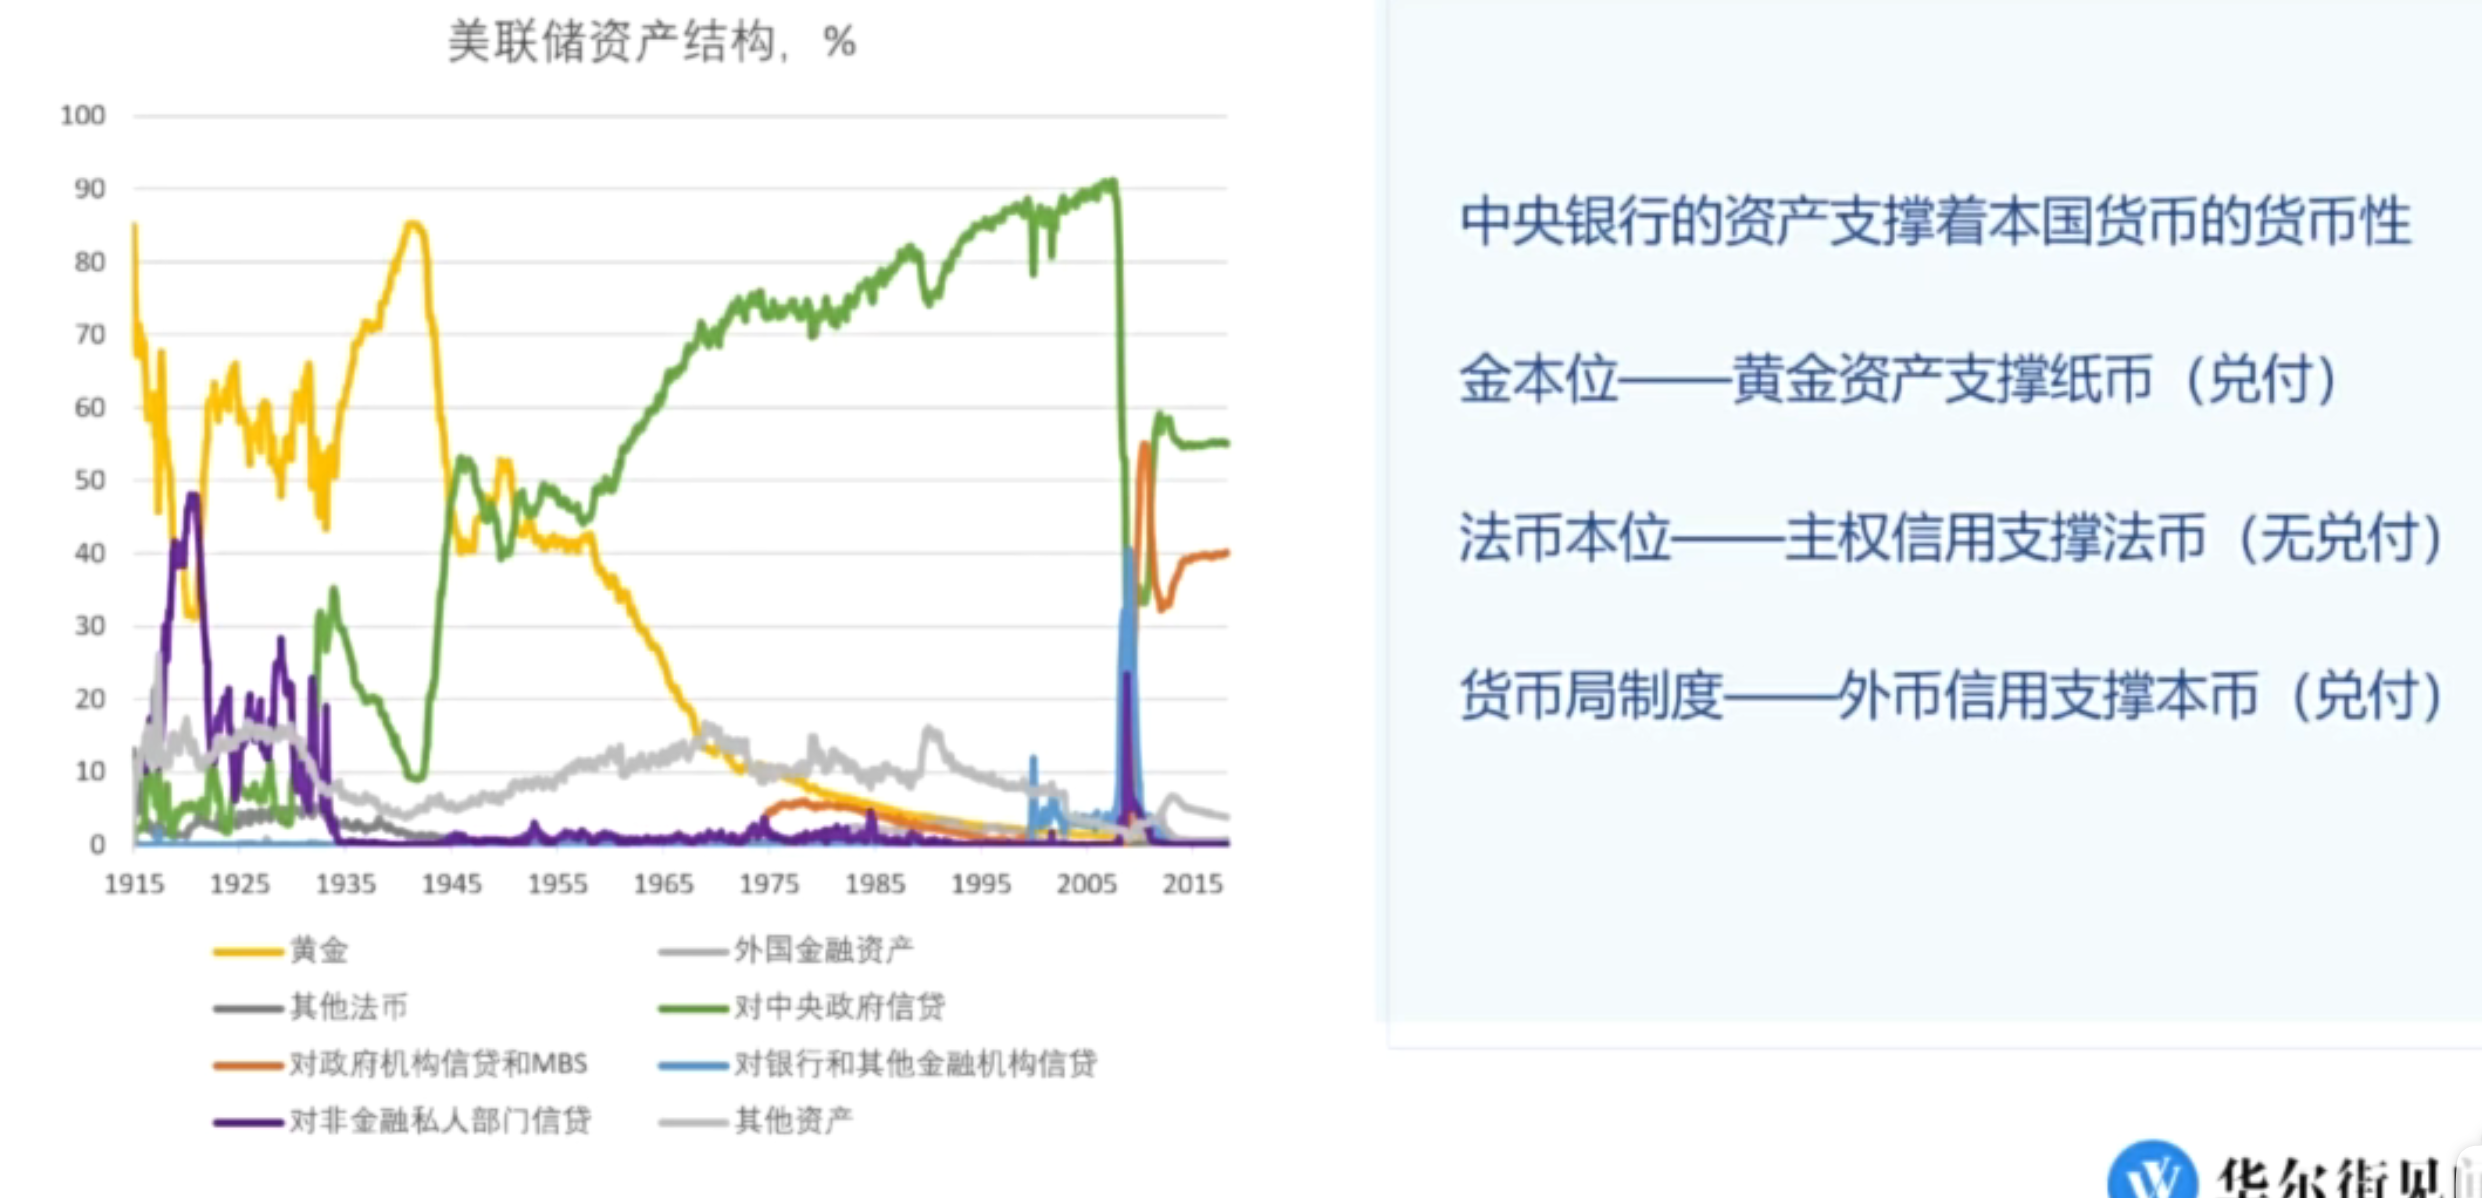 美联储资产结构，%
100
90
80
70
60
50
40
30
20
10
0
1915 1925 1935 1945 1955 1965 1975 1985 1995 2005 2015
黄金 外国金融资产
其他法币 对中央政府信贷
对政府机构信贷和MBS 对银行和其他金融机构信贷
对非金融私人部门信贷 其他资产
中央银行的资产支撑着本国货币的货币性
金本位——黄金资产支撑纸币（兑付）
法币本位——主权信用支撑法币（无兑付）
货币局制度——外币信用支撑本币（兑付）
W 华尔街见